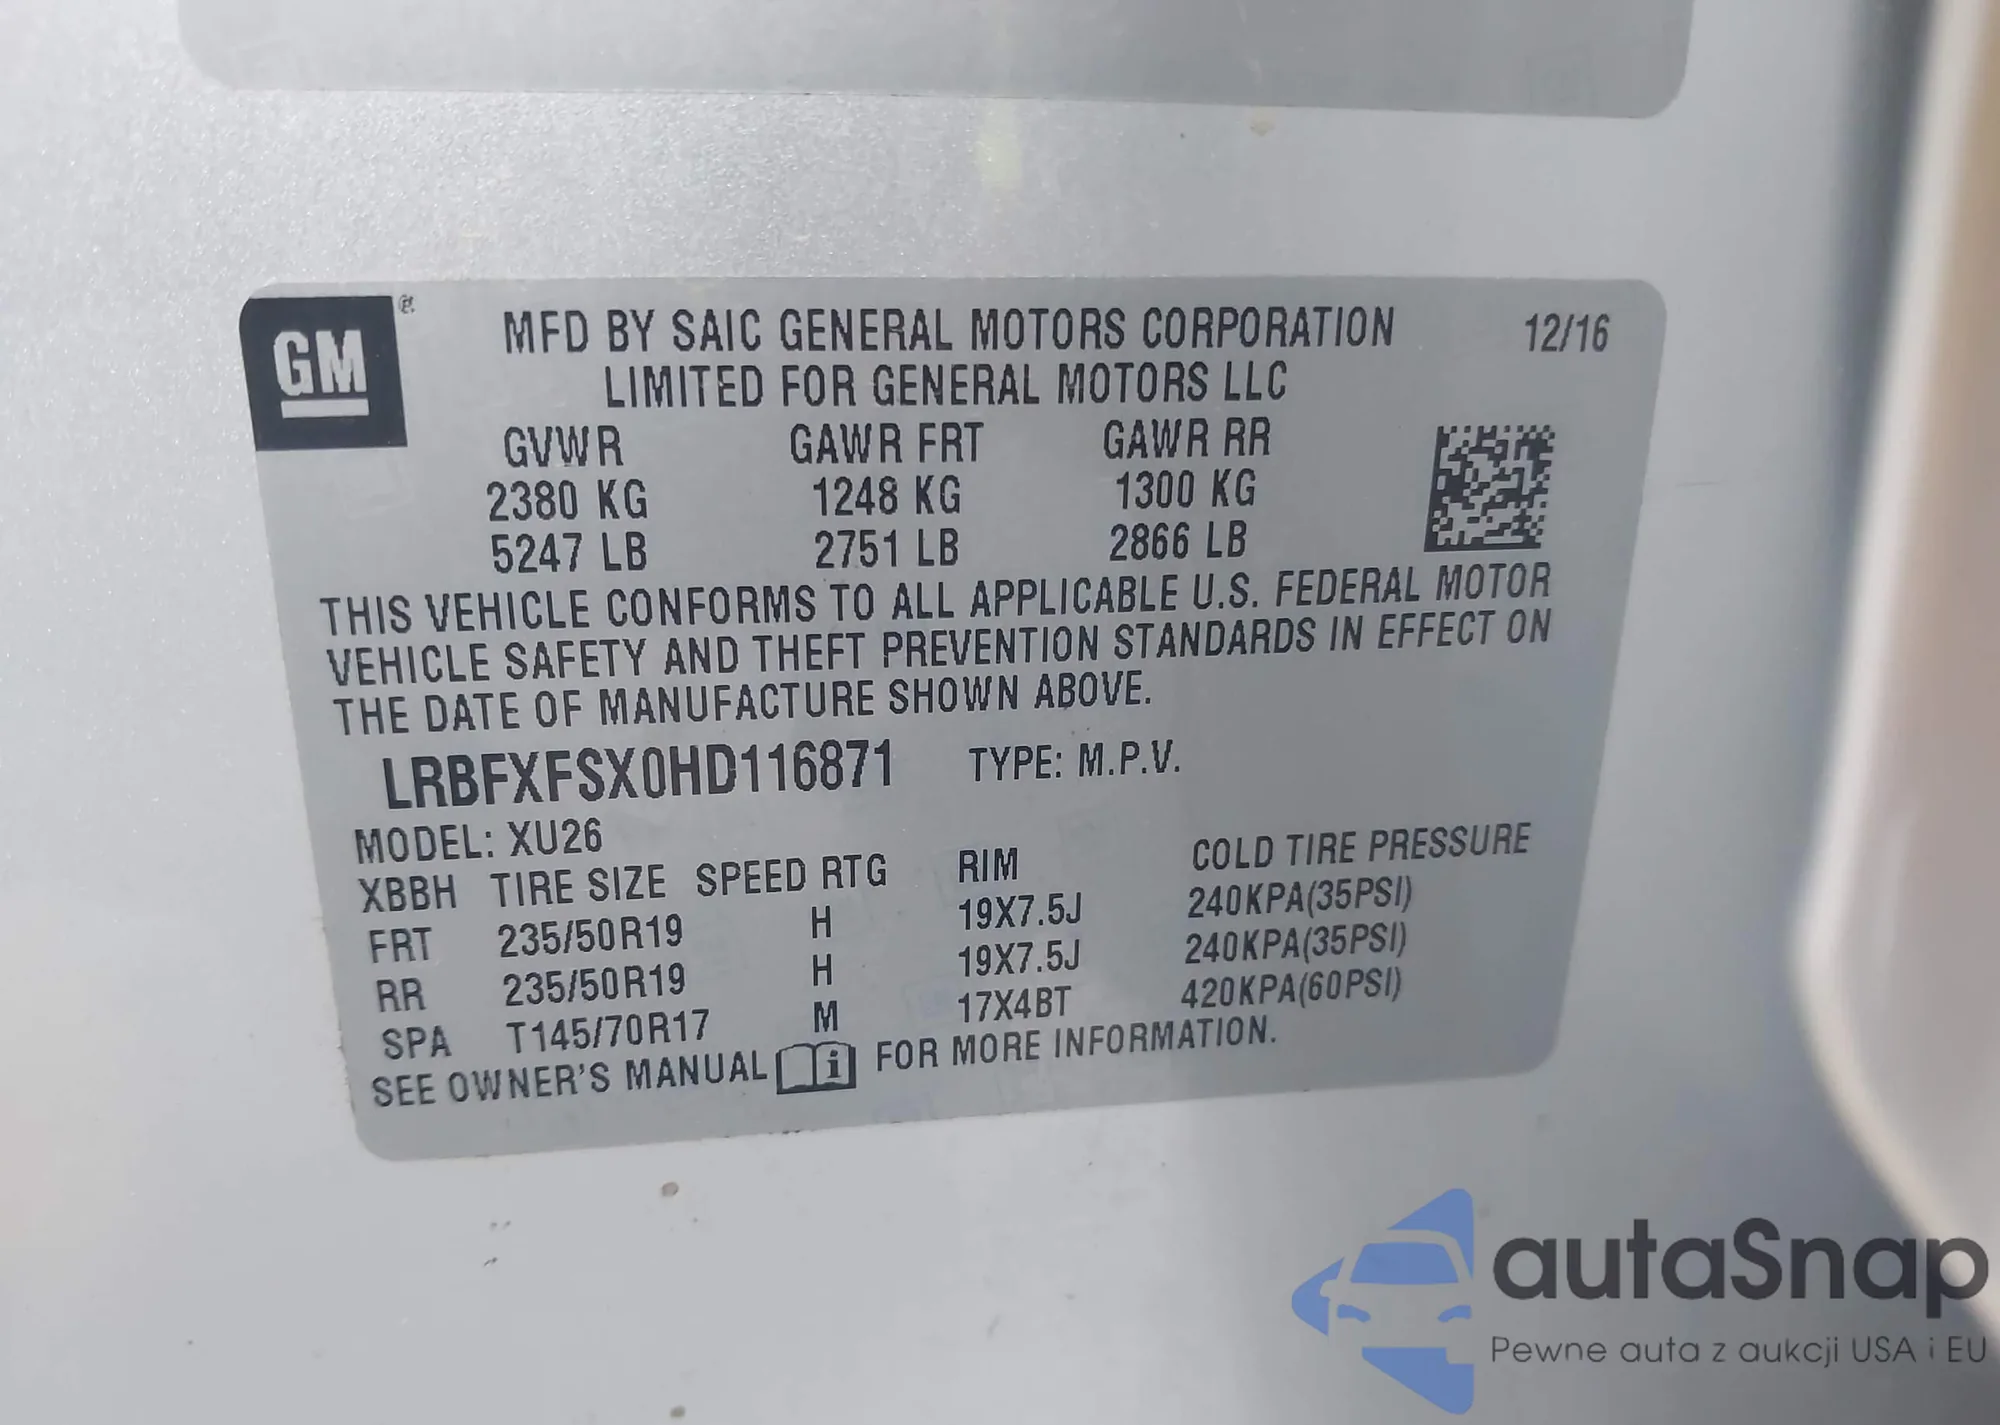 GM
MFD BY SAIC GENERAL MOTORS CORPORATION 12/16
LIMITED FOR GENERAL MOTORS LLC
GVWR GAWR FRT GAWR RR
2380 KG 1248 KG 1300 KG
5247 LB 2751 LB 2866 LB
THIS VEHICLE CONFORMS TO ALL APPLICABLE U.S. FEDERAL MOTOR
VEHICLE SAFETY AND THEFT PREVENTION STANDARDS IN EFFECT ON
THE DATE OF MANUFACTURE SHOWN ABOVE.
LRBFXFSX0HD116871 TYPE: M.P.V.
MODEL: XU26
XBBH TIRE SIZE SPEED RTG RIM COLD TIRE PRESSURE
FRT 235/50R19 H 19X7.5J 240KPA(35PSI)
RR 235/50R19 H 19X7.5J 240KPA(35PSI)
SPA T145/70R17 M 17X4BT 420KPA(60PSI)
SEE OWNER'S MANUAL i FOR MORE INFORMATION.
autaSnap
Pewne auta z aukcji USA i EU